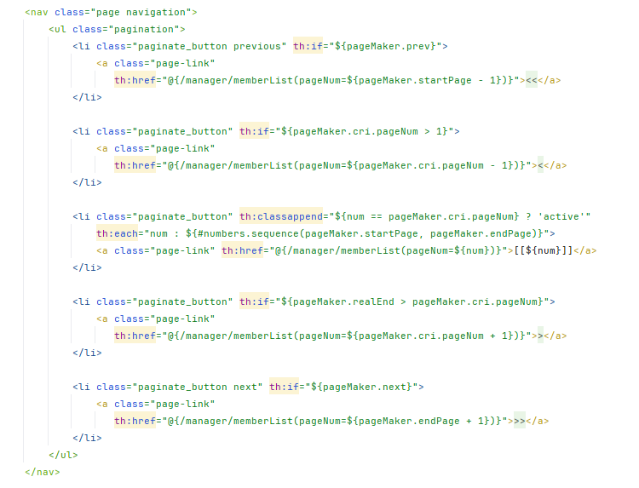 <nav class="page navigation">
<ul class="pagination">
<li class="paginate_button previous" th:if="${pageMaker.prev}">
<a class="page-link"
th:href="@{/manager/memberList(pageNum=${pageMaker.startPage - 1})}"><<</a>
</li>
<li class="paginate_button" th:if="${pageMaker.cri.pageNum > 1}">
<a class="page-link"
th:href="@{/manager/memberList(pageNum=${pageMaker.cri.pageNum - 1})}"><</a>
</li>
<li class="paginate_button" th:classappend="${num == pageMaker.cri.pageNum} ? 'active'"
th:each="num : ${#numbers.sequence(pageMaker.startPage, pageMaker.endPage)}">
<a class="page-link" th:href="@{/manager/memberList(pageNum=${num})}">[[${num}]]</a>
</li>
<li class="paginate_button" th:if="${pageMaker.realEnd > pageMaker.cri.pageNum}">
<a class="page-link"
th:href="@{/manager/memberList(pageNum=${pageMaker.cri.pageNum + 1})}">></a>
</li>
<li class="paginate_button next" th:if="${pageMaker.next}">
<a class="page-link"
th:href="@{/manager/memberList(pageNum=${pageMaker.endPage + 1})}">>></a>
</li>
</ul>
</nav>